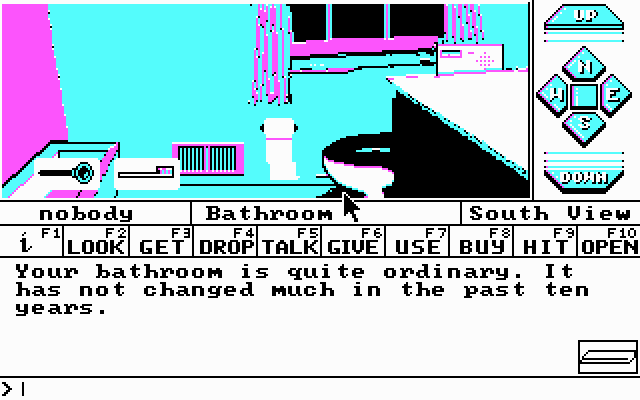 UP
N
W i E
S
DOWN
nobody Bathroom South View
F1 F2 F3 F4 F5 F6 F7 F8 F9 F10
i LOOK GET DROP TALK GIVE USE BUY HIT OPEN
Your bathroom is quite ordinary. It
has not changed much in the past ten
years.
>